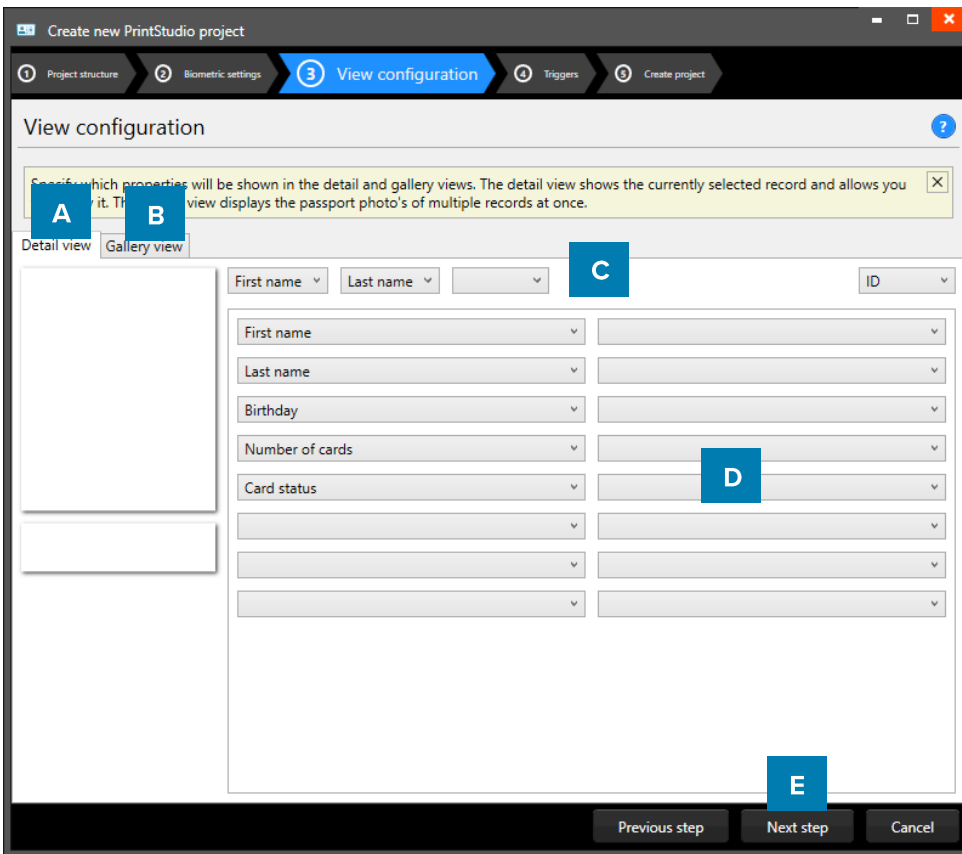 Create new PrintStudio project
1 Project structure 2 Biometric settings 3 View configuration 4 Triggers 5 Create project
View configuration
?
which properties will be shown in the detail and gallery views. The detail view shows the currently selected record and allows you
it. view displays the passport photo's of multiple records at once.
A B
Detail view Gallery view
C
First name Last name ID
First name
Last name
Birthday
Number of cards
D
Card status
E
Previous step Next step Cancel